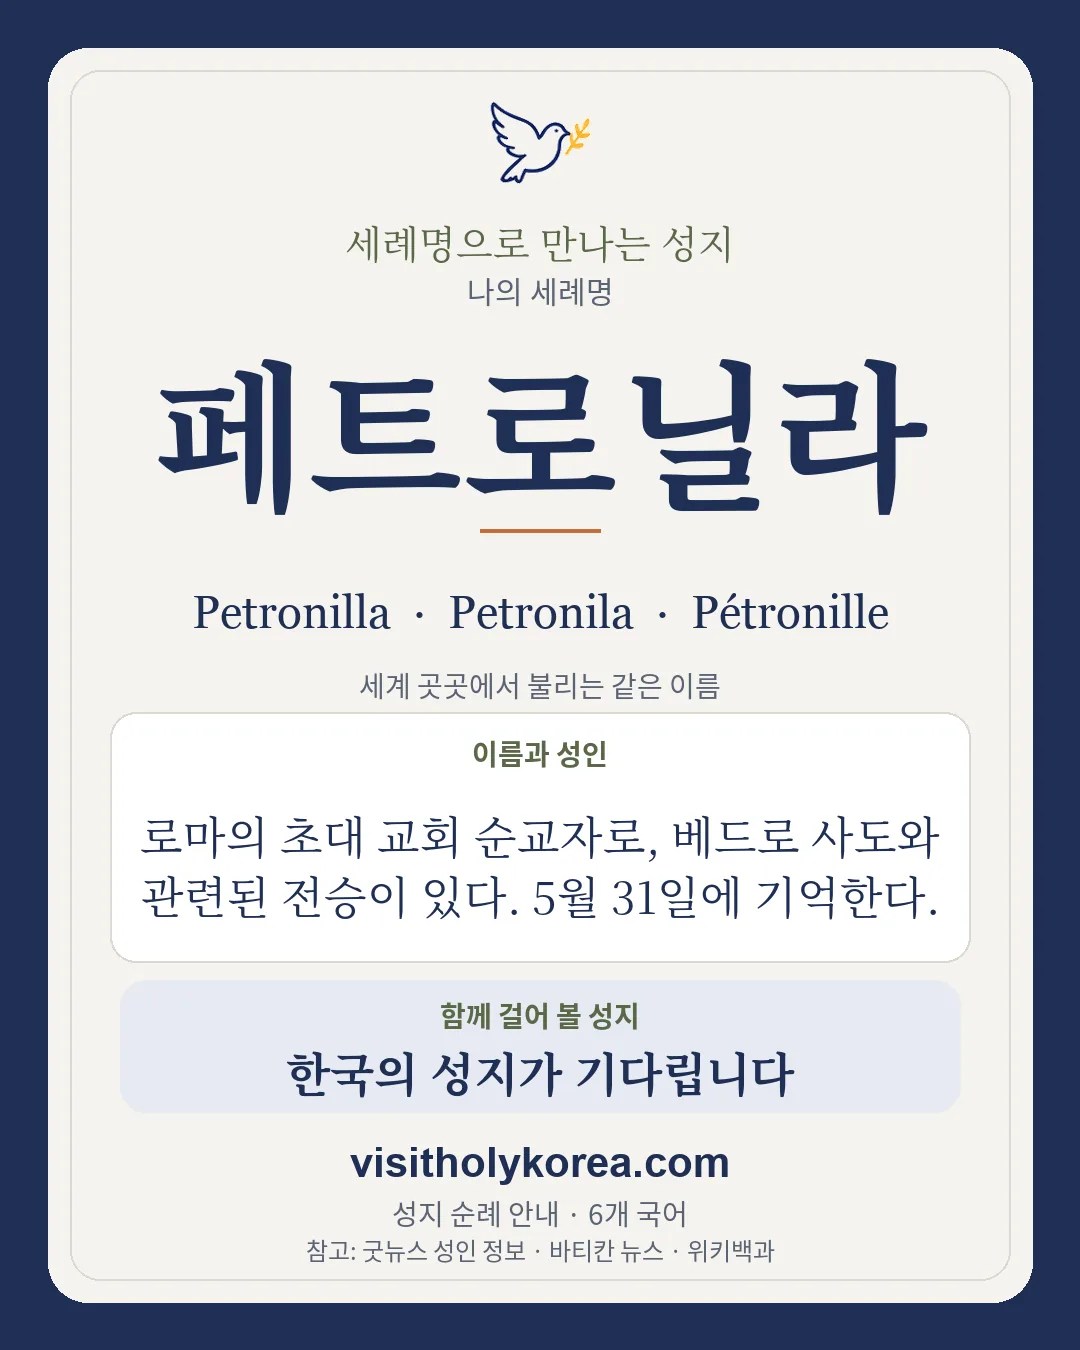 세례명으로 만나는 성지
나의 세례명
페트로닐라
Petronilla · Petronila · Pétronille
세계 곳곳에서 불리는 같은 이름
이름과 성인
로마의 초대 교회 순교자로, 베드로 사도와
관련된 전승이 있다. 5월 31일에 기억한다.
함께 걸어 볼 성지
한국의 성지가 기다립니다
visitholykorea.com
성지 순례 안내 · 6개 국어
참고: 굿뉴스 성인 정보 · 바티칸 뉴스 · 위키백과